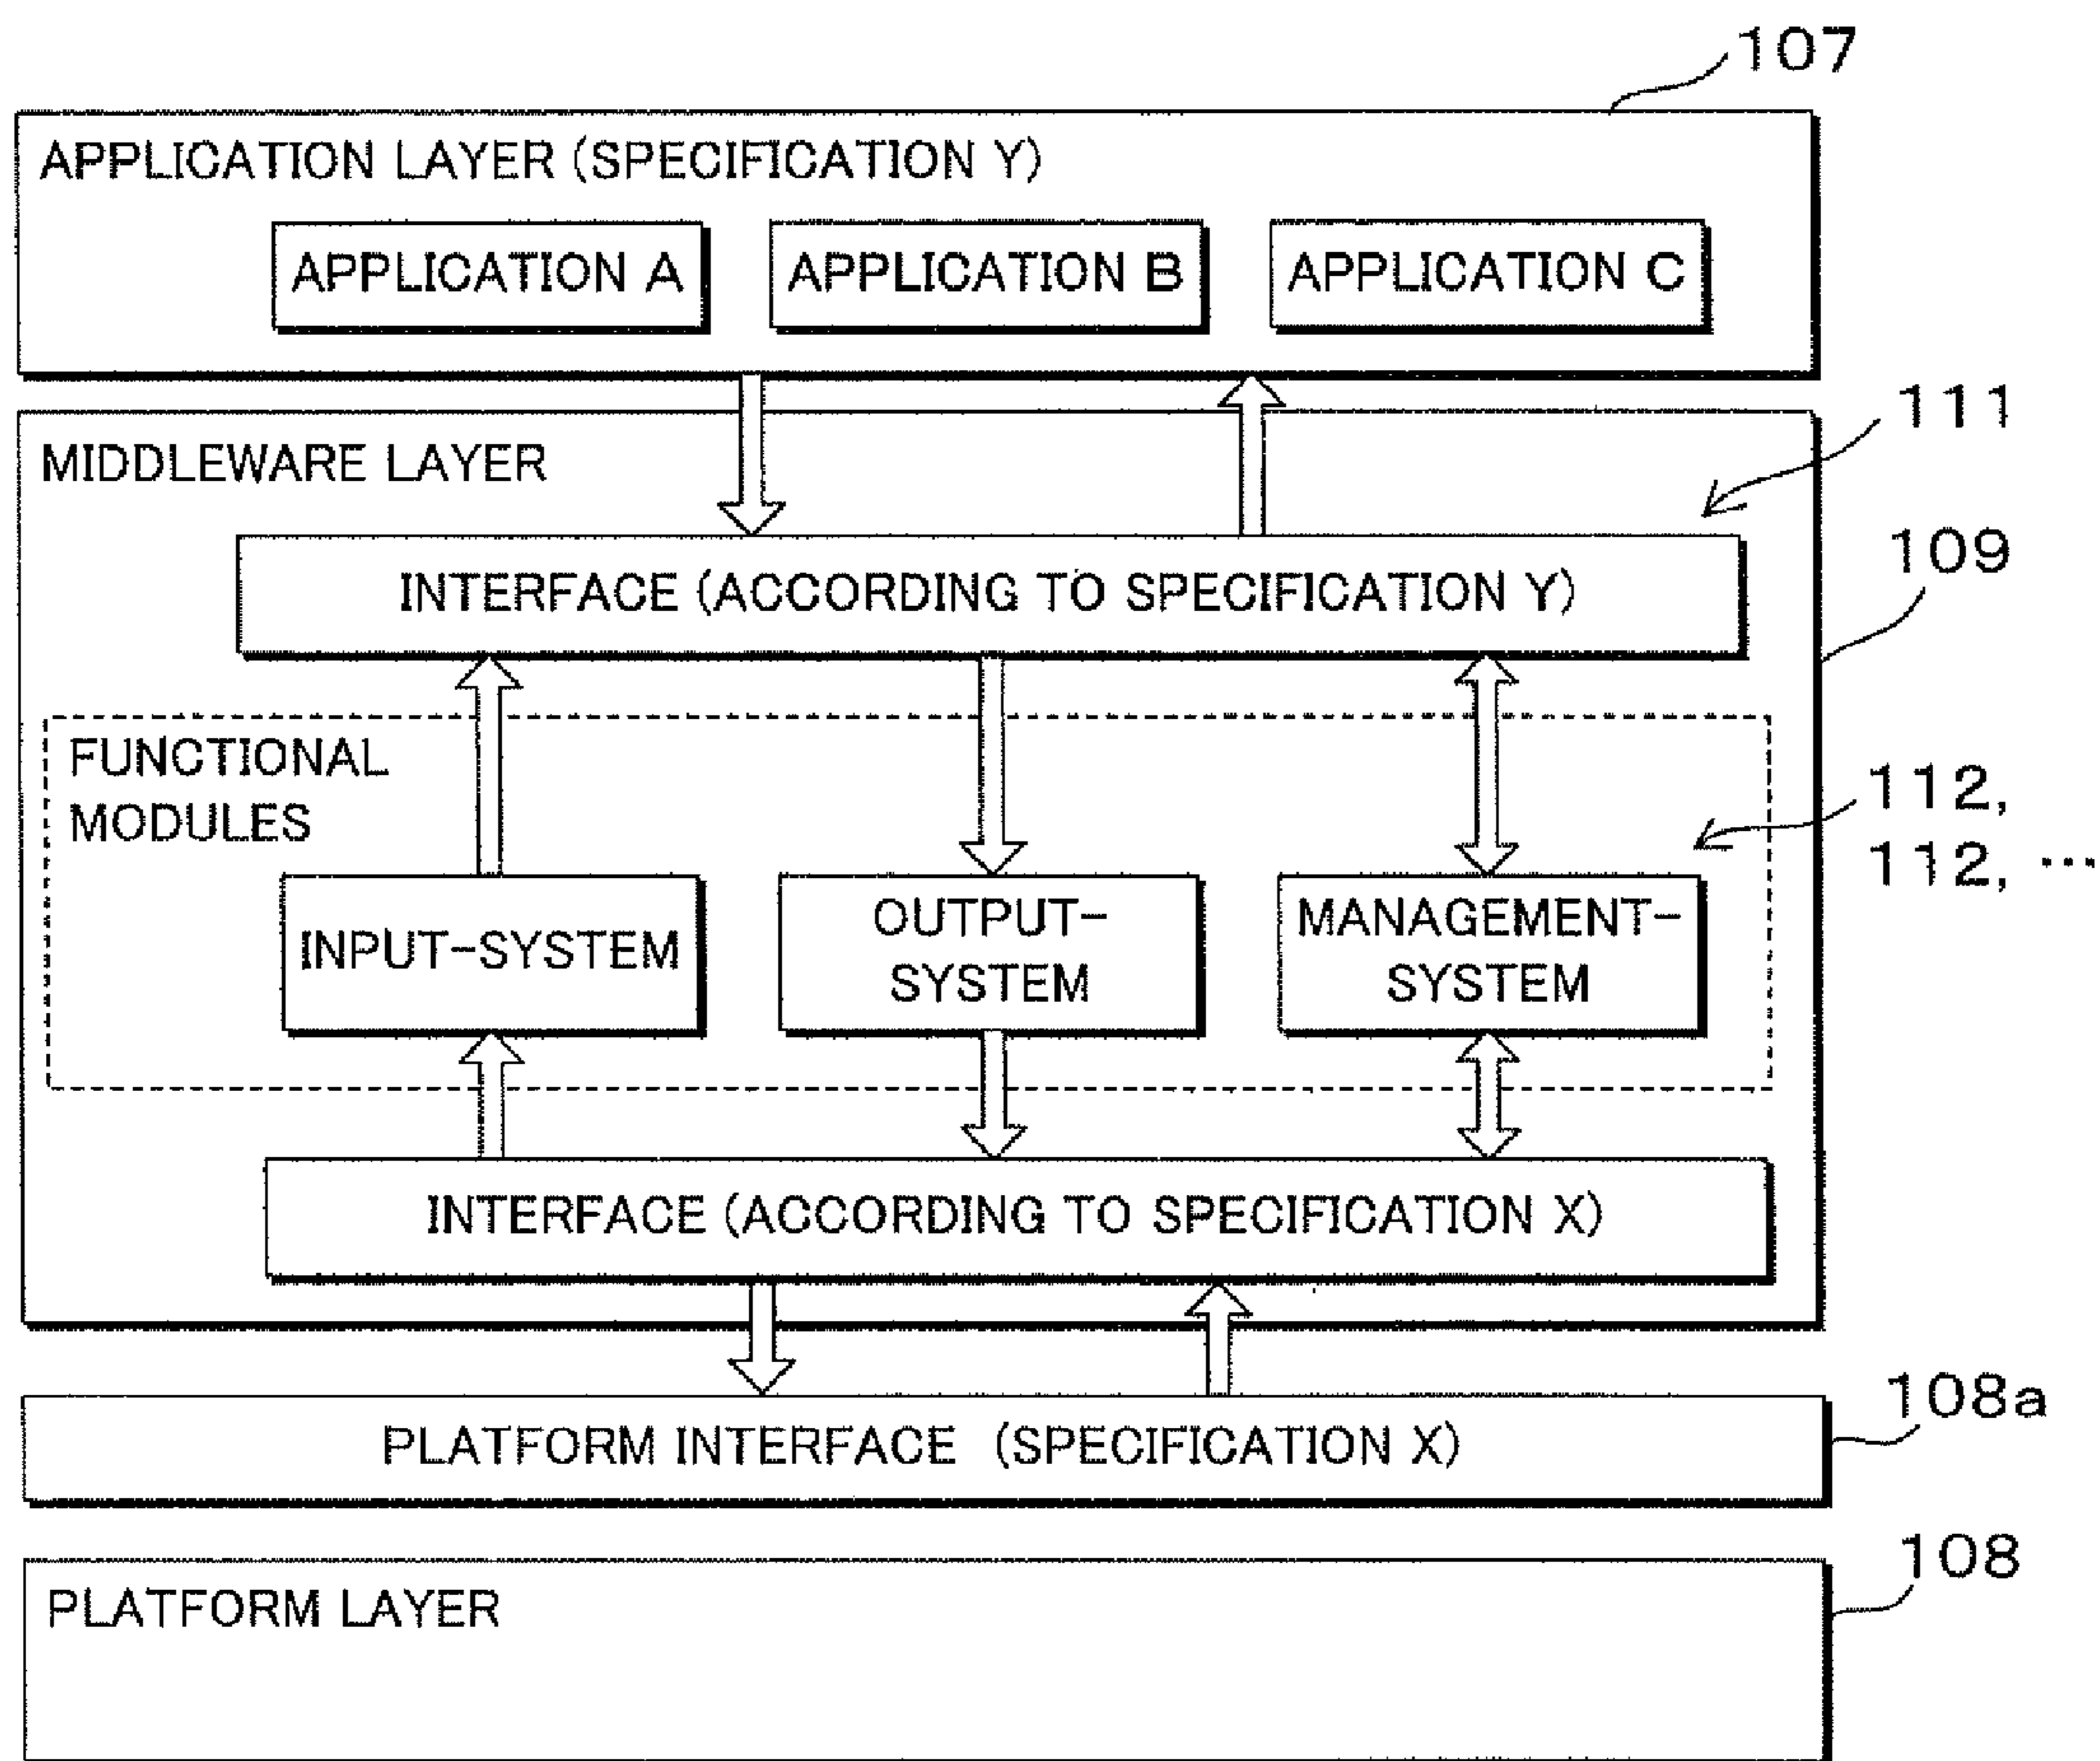 107
APPLICATION LAYER (SPECIFICATION Y)
APPLICATION A
APPLICATION B
APPLICATION C
111
MIDDLEWARE LAYER
109
INTERFACE (ACCORDING TO SPECIFICATION Y)
FUNCTIONAL
MODULES
112,
112, ...
INPUT-SYSTEM
OUTPUT-
SYSTEM
MANAGEMENT-
SYSTEM
INTERFACE (ACCORDING TO SPECIFICATION X)
108a
PLATFORM INTERFACE (SPECIFICATION X)
108
PLATFORM LAYER